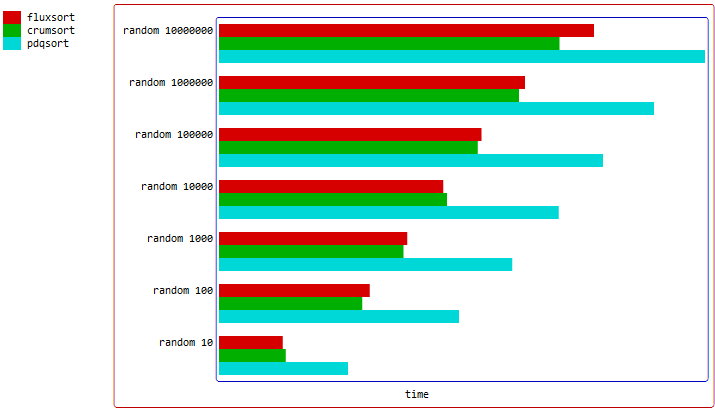 fluxsort
crumsort
pdqsort
random 10000000
random 1000000
random 100000
random 10000
random 1000
random 100
random 10
time